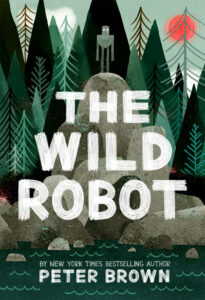 THE
WILD
ROBOT
BY NEW YORK TIMES BESTSELLING AUTHOR
PETER BROWN